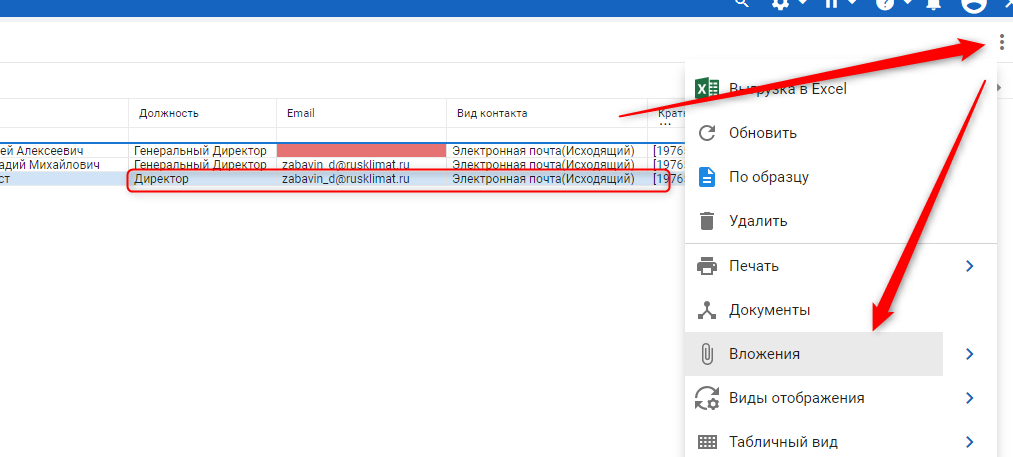 Выгрузка в Excel
Должность Email Вид контакта
Обновить
ей Алексеевич Генеральный Директор Электронная почта(Исходящий) [1976
адий Михайлович Генеральный Директор zabavin_d@rusklimat.ru Электронная почта(Исходящий) [1976
ст Директор zabavin_d@rusklimat.ru Электронная почта(Исходящий) [1976
По образцу
Удалить
Печать
Документы
Вложения
Виды отображения
Табличный вид